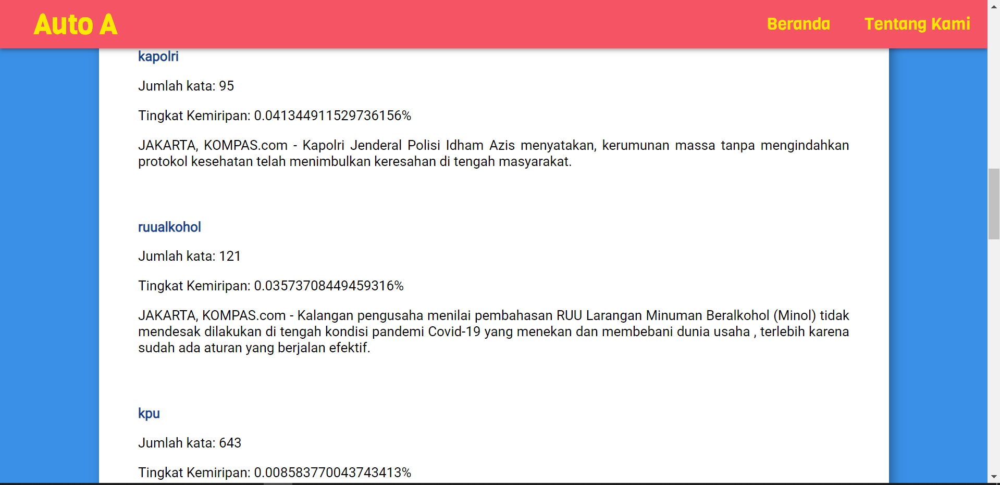 Auto A
Beranda
Tentang Kami
kapolri
Jumlah kata: 95
Tingkat Kemiripan: 0.041344911529736156%
JAKARTA, KOMPAS.com - Kapolri Jenderal Polisi Idham Azis menyatakan, kerumunan massa tanpa mengindahkan
protokol kesehatan telah menimbulkan keresahan di tengah masyarakat.
ruualkohol
Jumlah kata: 121
Tingkat Kemiripan: 0.03573708449459316%
JAKARTA, KOMPAS.com - Kalangan pengusaha menilai pembahasan RUU Larangan Minuman Beralkohol (Minol) tidak
mendesak dilakukan di tengah kondisi pandemi Covid-19 yang menekan dan membebani dunia usaha , terlebih karena
sudah ada aturan yang berjalan efektif.
kpu
Jumlah kata: 643
Tingkat Kemiripan: 0.008583770043743413%